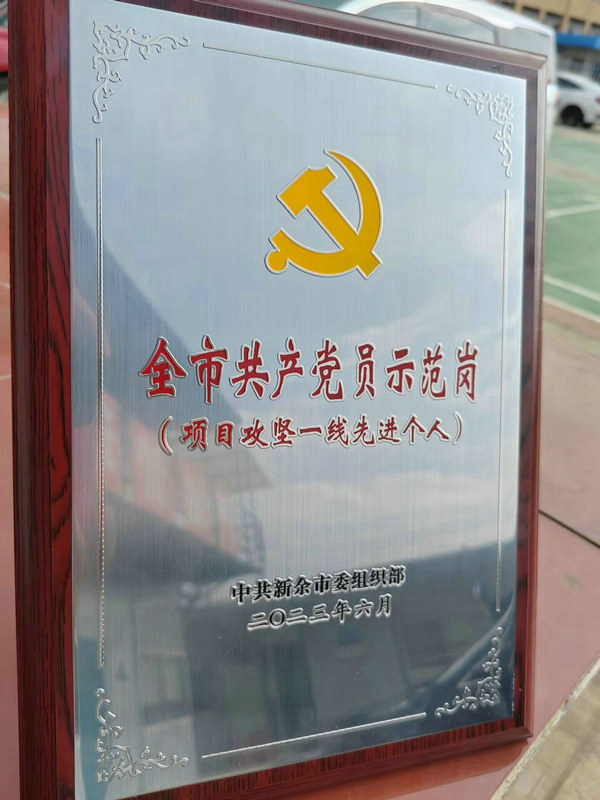 全市共产党员示范岗
（项目攻坚一线先进个人）
中共新余市委组织部
二〇二三年六月